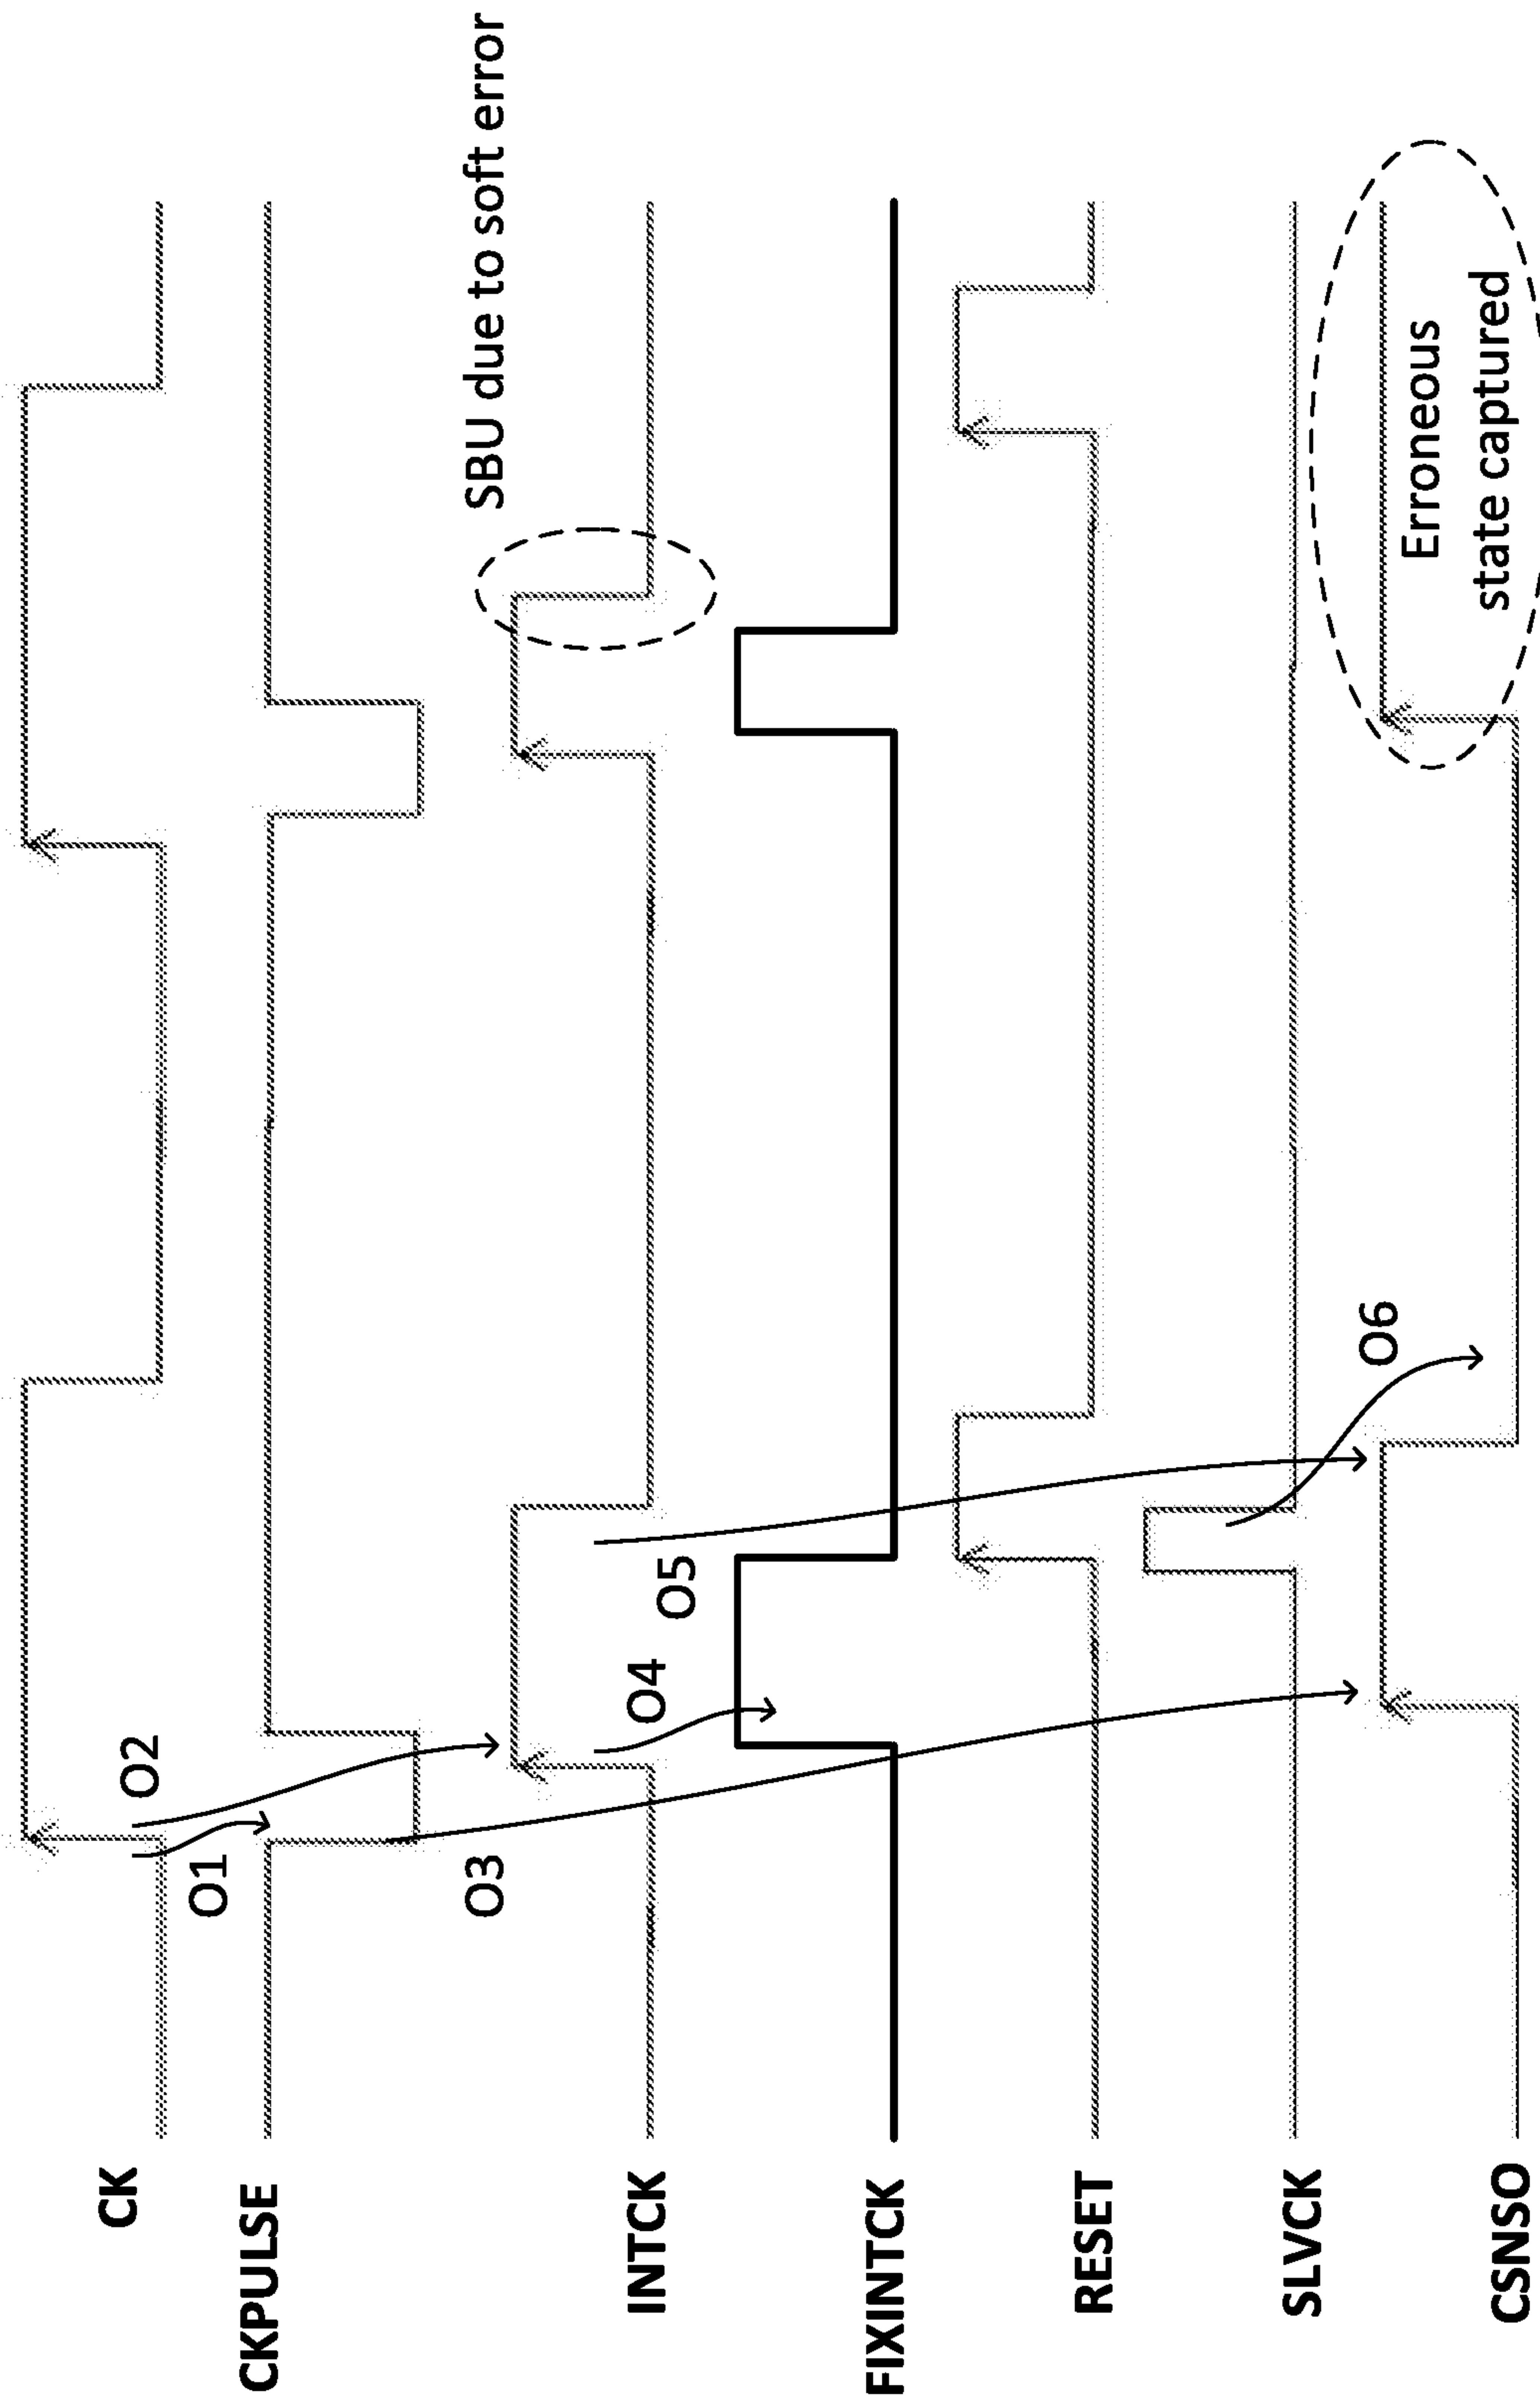 CK
O2
O1
CKPULSE
SBU due to soft error
O3
INTCK
O4
O5
FIXINTCK
RESET
SLVCK
O6
Erroneous
state captured
CSNSO